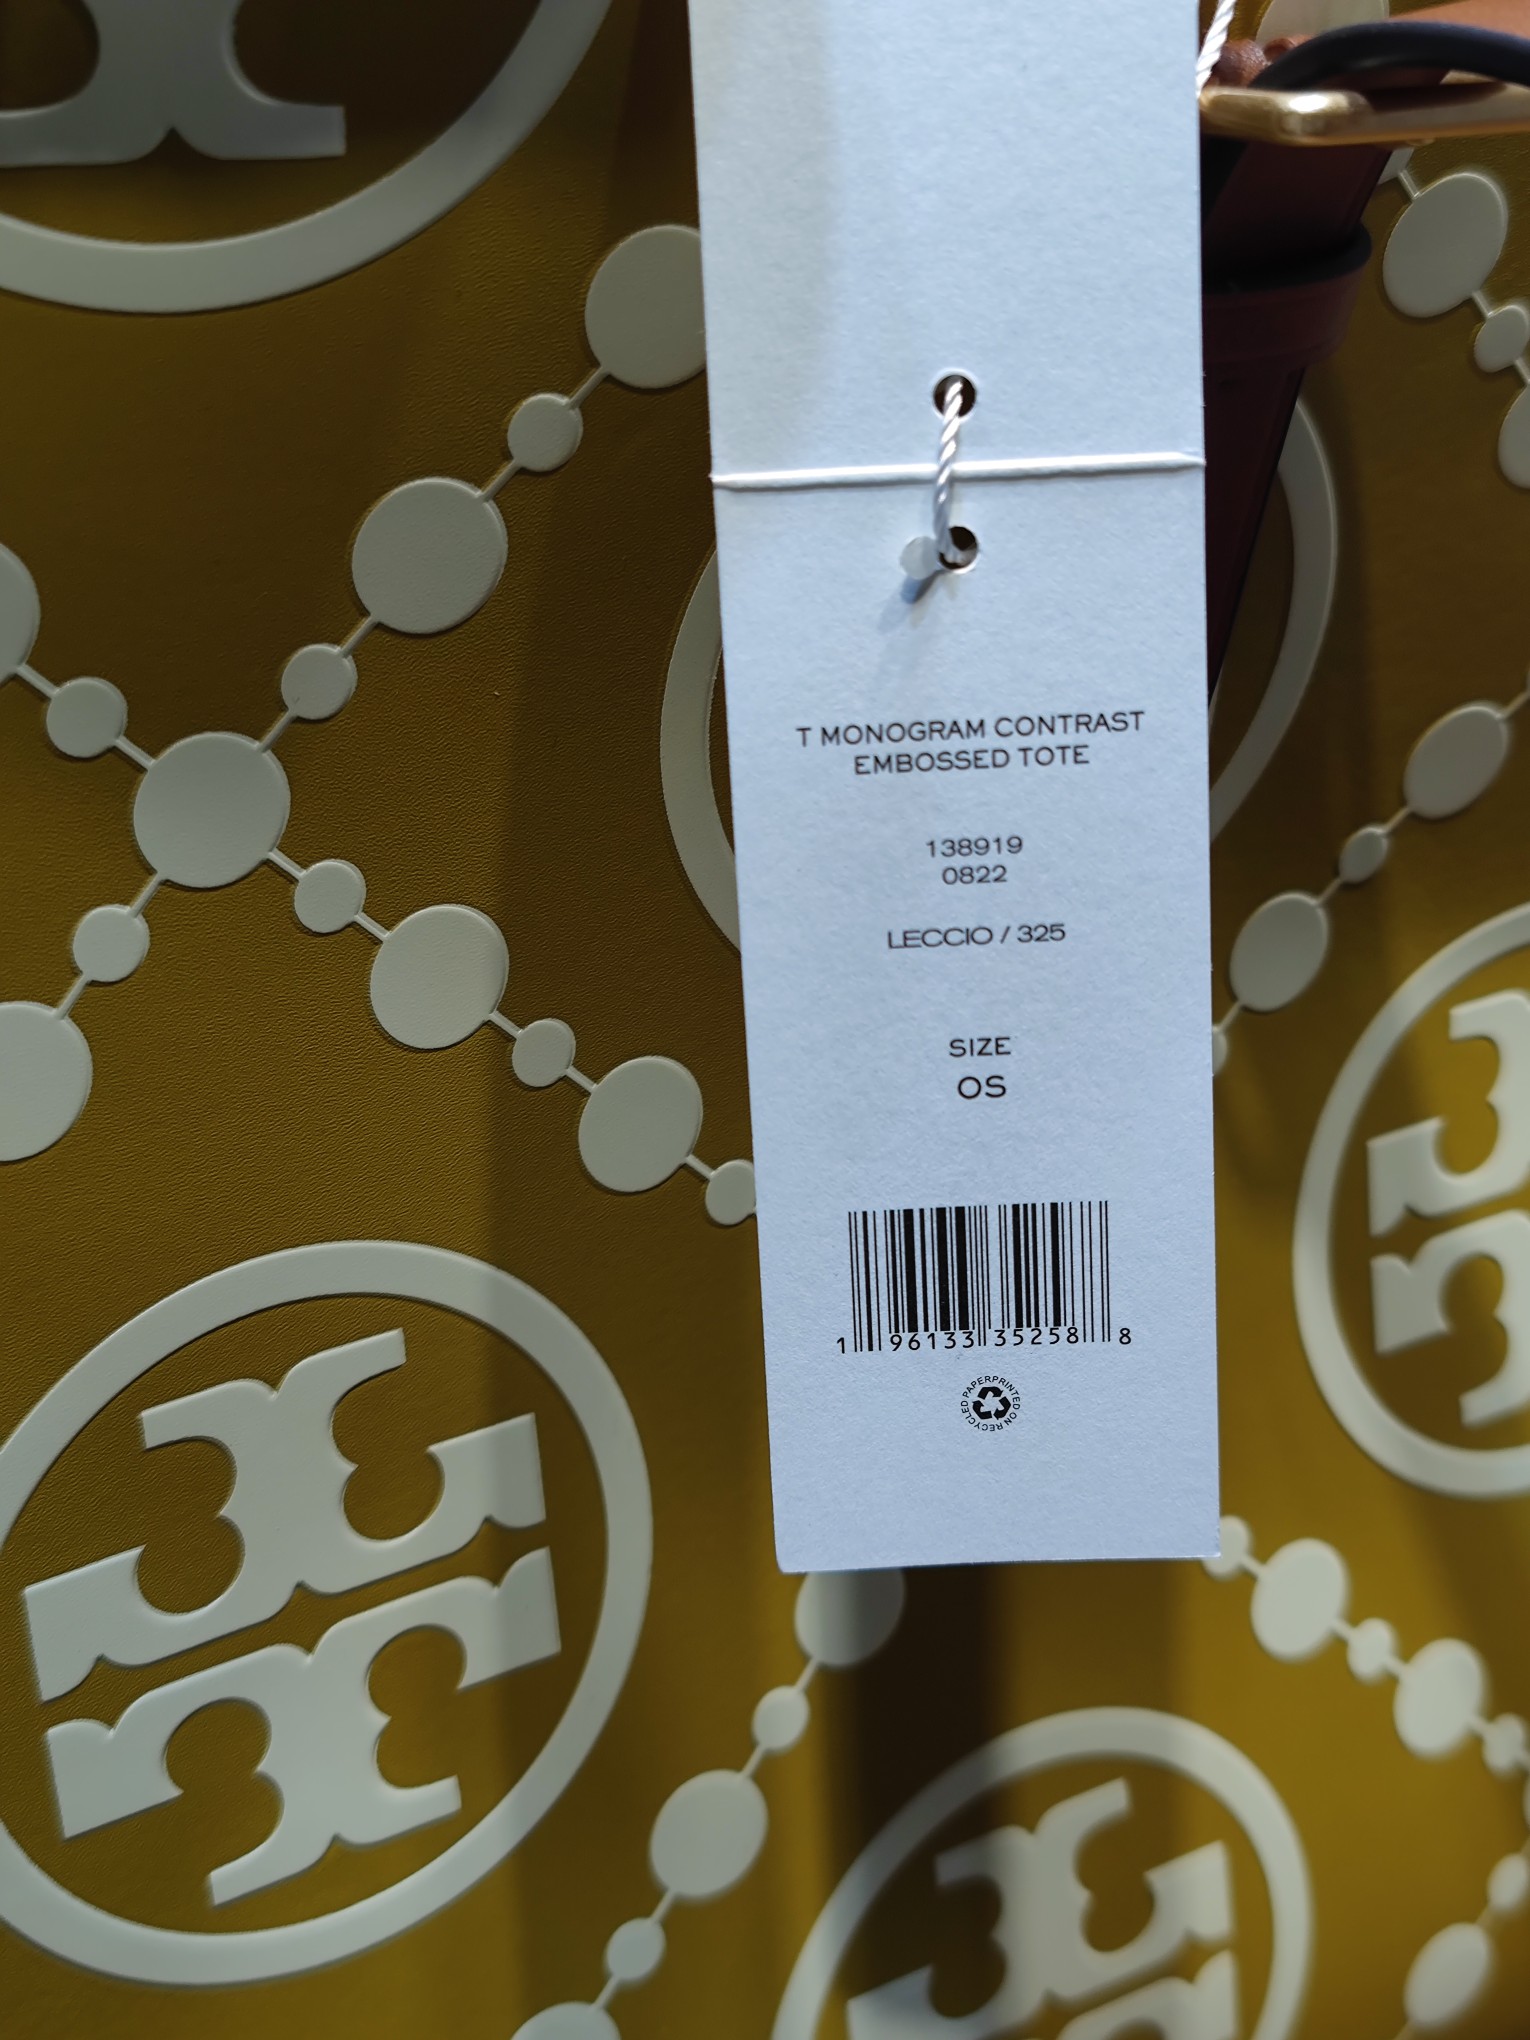 T MONOGRAM CONTRAST
EMBOSSED TOTE
138919
0822
LECCIO / 325
SIZE
OS
1 96133 35258 8
PRINTED ON RECYCLED PAPER